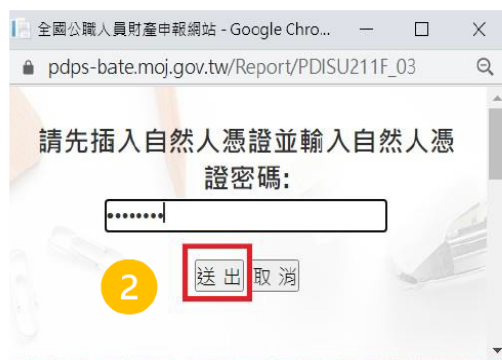 全國公職人員財產申報網站 - Google Chro...
pdps-bate.moj.gov.tw/Report/PDISU211F_03
請先插入自然人憑證並輸入自然人憑
證密碼:
••••••••
2 送 出 取 消